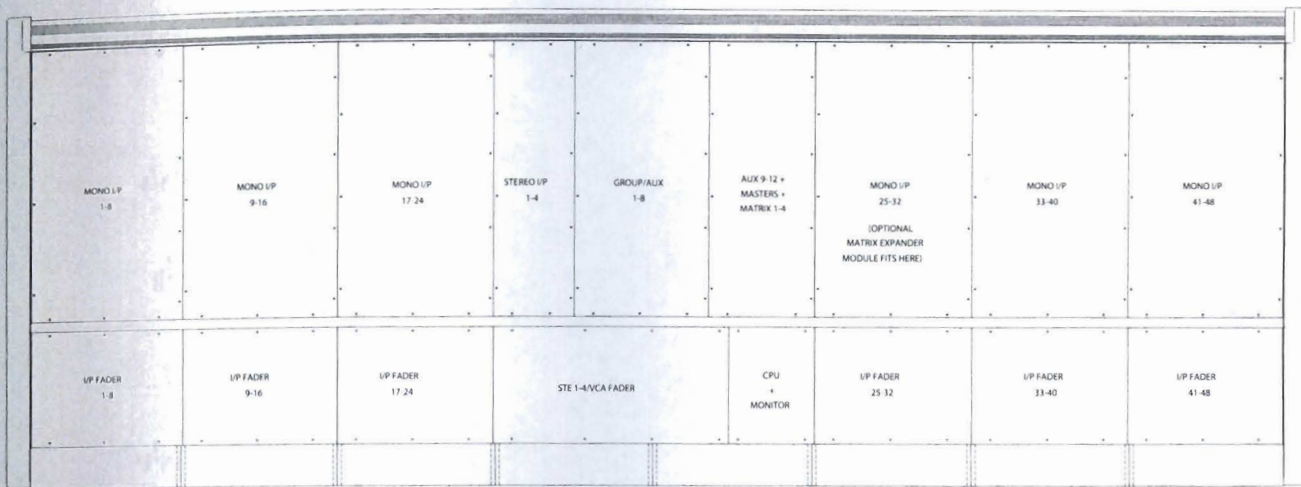 MONO I/P
1-8
MONO I/P
9-16
MONO I/P
17-24
STEREO I/P
1-4
GROUP/AUX
1-8
AUX 9-12 +
MASTERS +
MATRIX 1-4
MONO I/P
25-32
(OPTIONAL
MATRIX EXPANDER
MODULE FITS HERE)
MONO I/P
33-40
MONO I/P
41-48
I/P FADER
1-8
I/P FADER
9-16
I/P FADER
17-24
STE 1-4/VCA FADER
CPU
+
MONITOR
I/P FADER
25-32
I/P FADER
33-40
I/P FADER
41-48